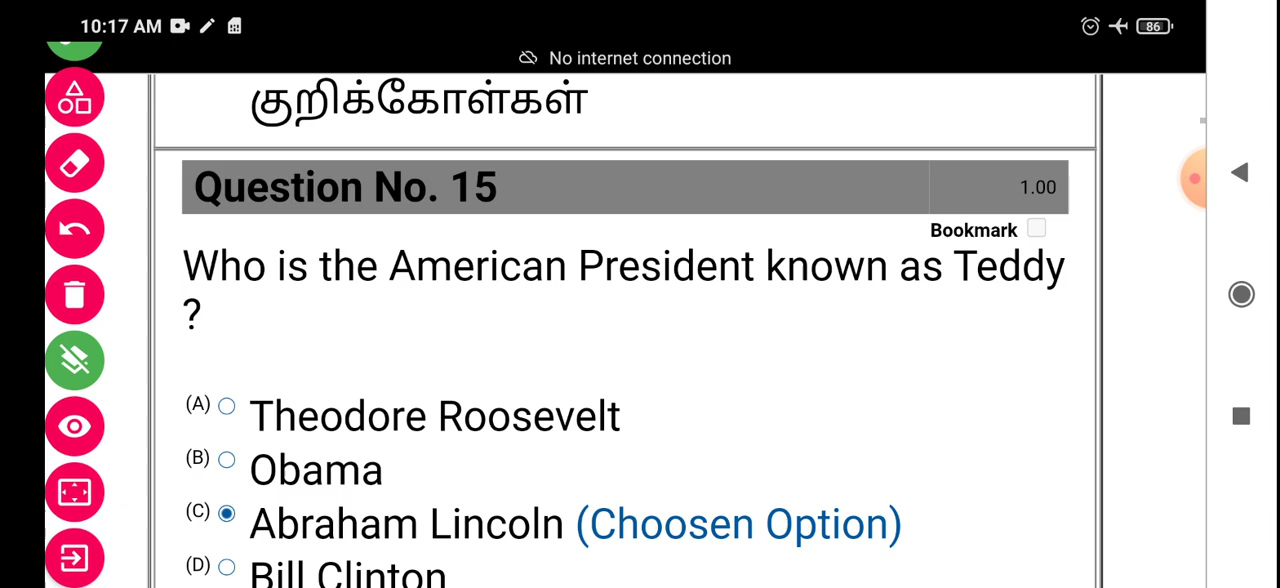 10:17 AM
86
No internet connection
குறிக்கோள்கள்
Question No. 15
1.00
Bookmark
Who is the American President known as Teddy
?
(A) Theodore Roosevelt
(B) Obama
(C) Abraham Lincoln (Choosen Option)
(D) Bill Clinton